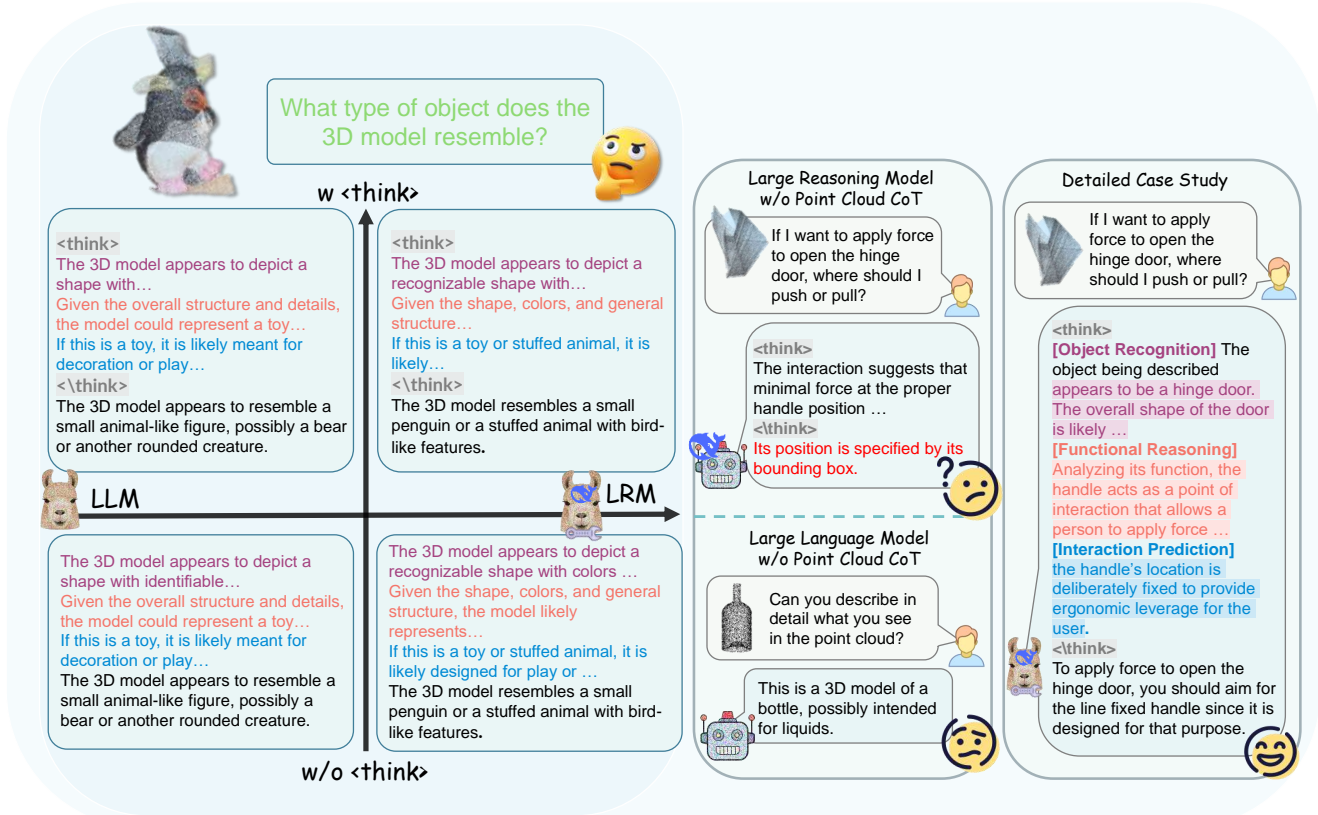 What type of object does the
3D model resemble?
w <think>
<think>
The 3D model appears to depict a
shape with…
Given the overall structure and details,
the model could represent a toy…
If this is a toy, it is likely meant for
decoration or play…
<\think>
The 3D model appears to resemble a
small animal-like figure, possibly a bear
or another rounded creature.
<think>
The 3D model appears to depict a
recognizable shape with…
Given the shape, colors, and general
structure…
If this is a toy or stuffed animal, it is
likely…
<\think>
The 3D model resembles a small
penguin or a stuffed animal with bird-
like features.
LLM
LRM
The 3D model appears to depict a
shape with identifiable…
Given the overall structure and details,
the model could represent a toy…
If this is a toy, it is likely meant for
decoration or play…
The 3D model appears to resemble a
small animal-like figure, possibly a
bear or another rounded creature.
The 3D model appears to depict a
recognizable shape with colors …
Given the shape, colors, and general
structure, the model likely
represents…
If this is a toy or stuffed animal, it is
likely designed for play or …
The 3D model resembles a small
penguin or a stuffed animal with bird-
like features.
w/o <think>
Large Reasoning Model
w/o Point Cloud CoT
If I want to apply force
to open the hinge
door, where should I
push or pull?
<think>
The interaction suggests that
minimal force at the proper
handle position …
<\think>
Its position is specified by its
bounding box.
?
Large Language Model
w/o Point Cloud CoT
Can you describe in
detail what you see
in the point cloud?
This is a 3D model of a
bottle, possibly intended
for liquids.
Detailed Case Study
If I want to apply
force to open the
hinge door, where
should I push or pull?
<think>
[Object Recognition] The
object being described
appears to be a hinge door.
The overall shape of the door
is likely …
[Functional Reasoning]
Analyzing its function, the
handle acts as a point of
interaction that allows a
person to apply force …
[Interaction Prediction]
the handle's location is
deliberately fixed to provide
ergonomic leverage for the
user.
<\think>
To apply force to open the
hinge door, you should aim for
the line fixed handle since it is
designed for that purpose.